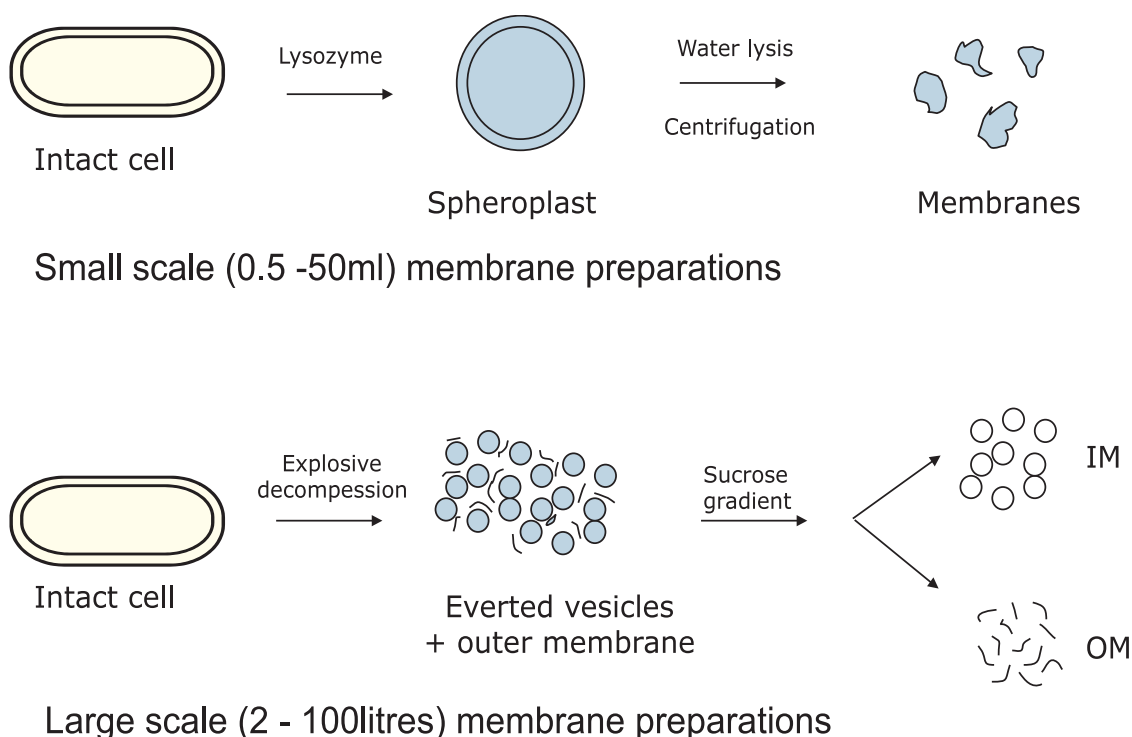 Lysozyme
Water lysis
Centrifugation
Intact cell
Spheroplast
Membranes
Small scale (0.5 -50ml) membrane preparations
Explosive
decompession
Sucrose
gradient
IM
Intact cell
Everted vesicles
+ outer membrane
OM
Large scale (2 - 100litres) membrane preparations